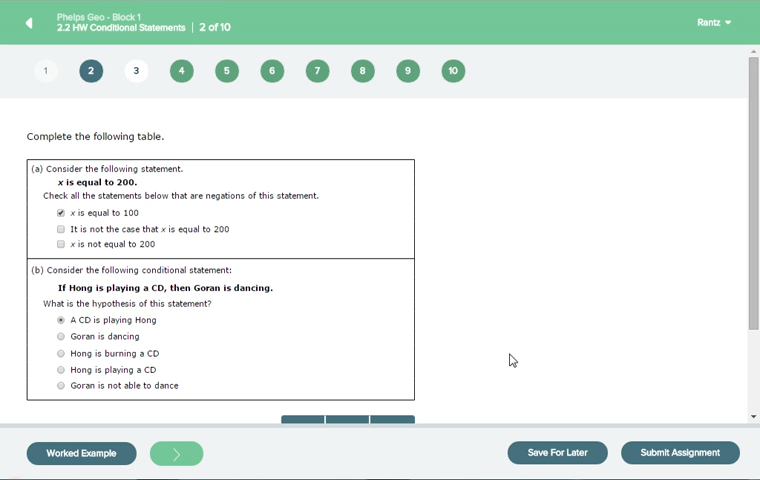 Phelps Geo - Block 1
2.2 HW Conditional Statements | 2 of 10
Rantz
1 2 3 4 5 6 7 8 9 10
Complete the following table.
(a) Consider the following statement.
x is equal to 200.
Check all the statements below that are negations of this statement.
x is equal to 100
It is not the case that x is equal to 200
x is not equal to 200
(b) Consider the following conditional statement:
If Hong is playing a CD, then Goran is dancing.
What is the hypothesis of this statement?
A CD is playing Hong
Goran is dancing
Hong is burning a CD
Hong is playing a CD
Goran is not able to dance
Worked Example
Save For Later
Submit Assignment